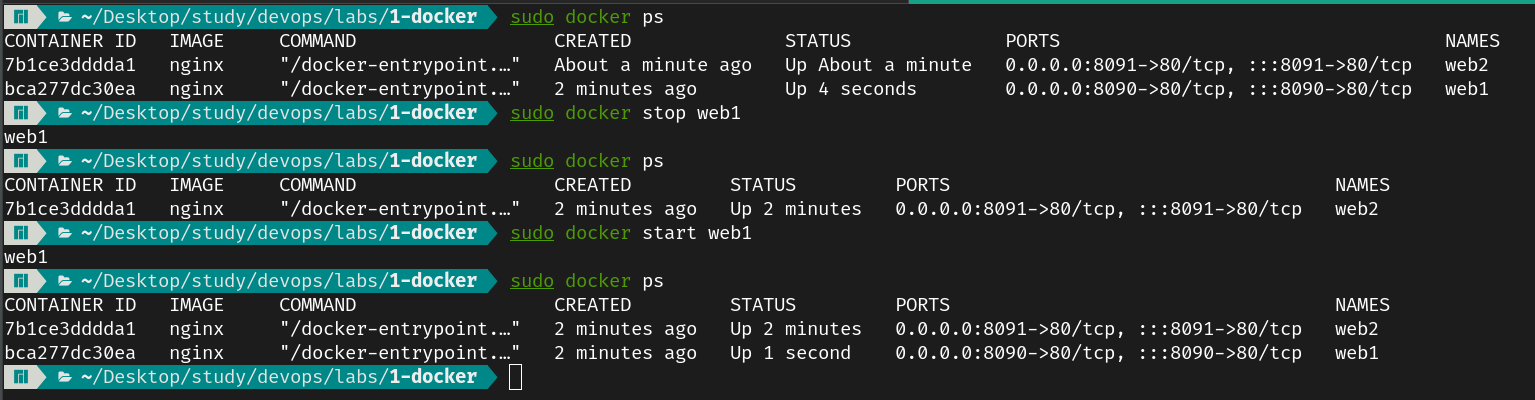 ~/Desktop/study/devops/labs/1-docker sudo docker ps
CONTAINER ID   IMAGE     COMMAND                  CREATED              STATUS              PORTS                                   NAMES
7b1ce3dddda1   nginx     "/docker-entrypoint.…"   About a minute ago   Up About a minute   0.0.0.0:8091->80/tcp, :::8091->80/tcp   web2
bca277dc30ea   nginx     "/docker-entrypoint.…"   2 minutes ago        Up 4 seconds        0.0.0.0:8090->80/tcp, :::8090->80/tcp   web1
~/Desktop/study/devops/labs/1-docker sudo docker stop web1
web1
~/Desktop/study/devops/labs/1-docker sudo docker ps
CONTAINER ID   IMAGE     COMMAND                  CREATED         STATUS         PORTS                                   NAMES
7b1ce3dddda1   nginx     "/docker-entrypoint.…"   2 minutes ago   Up 2 minutes   0.0.0.0:8091->80/tcp, :::8091->80/tcp   web2
~/Desktop/study/devops/labs/1-docker sudo docker start web1
web1
~/Desktop/study/devops/labs/1-docker sudo docker ps
CONTAINER ID   IMAGE     COMMAND                  CREATED         STATUS         PORTS                                   NAMES
7b1ce3dddda1   nginx     "/docker-entrypoint.…"   2 minutes ago   Up 2 minutes   0.0.0.0:8091->80/tcp, :::8091->80/tcp   web2
bca277dc30ea   nginx     "/docker-entrypoint.…"   2 minutes ago   Up 1 second    0.0.0.0:8090->80/tcp, :::8090->80/tcp   web1
~/Desktop/study/devops/labs/1-docker